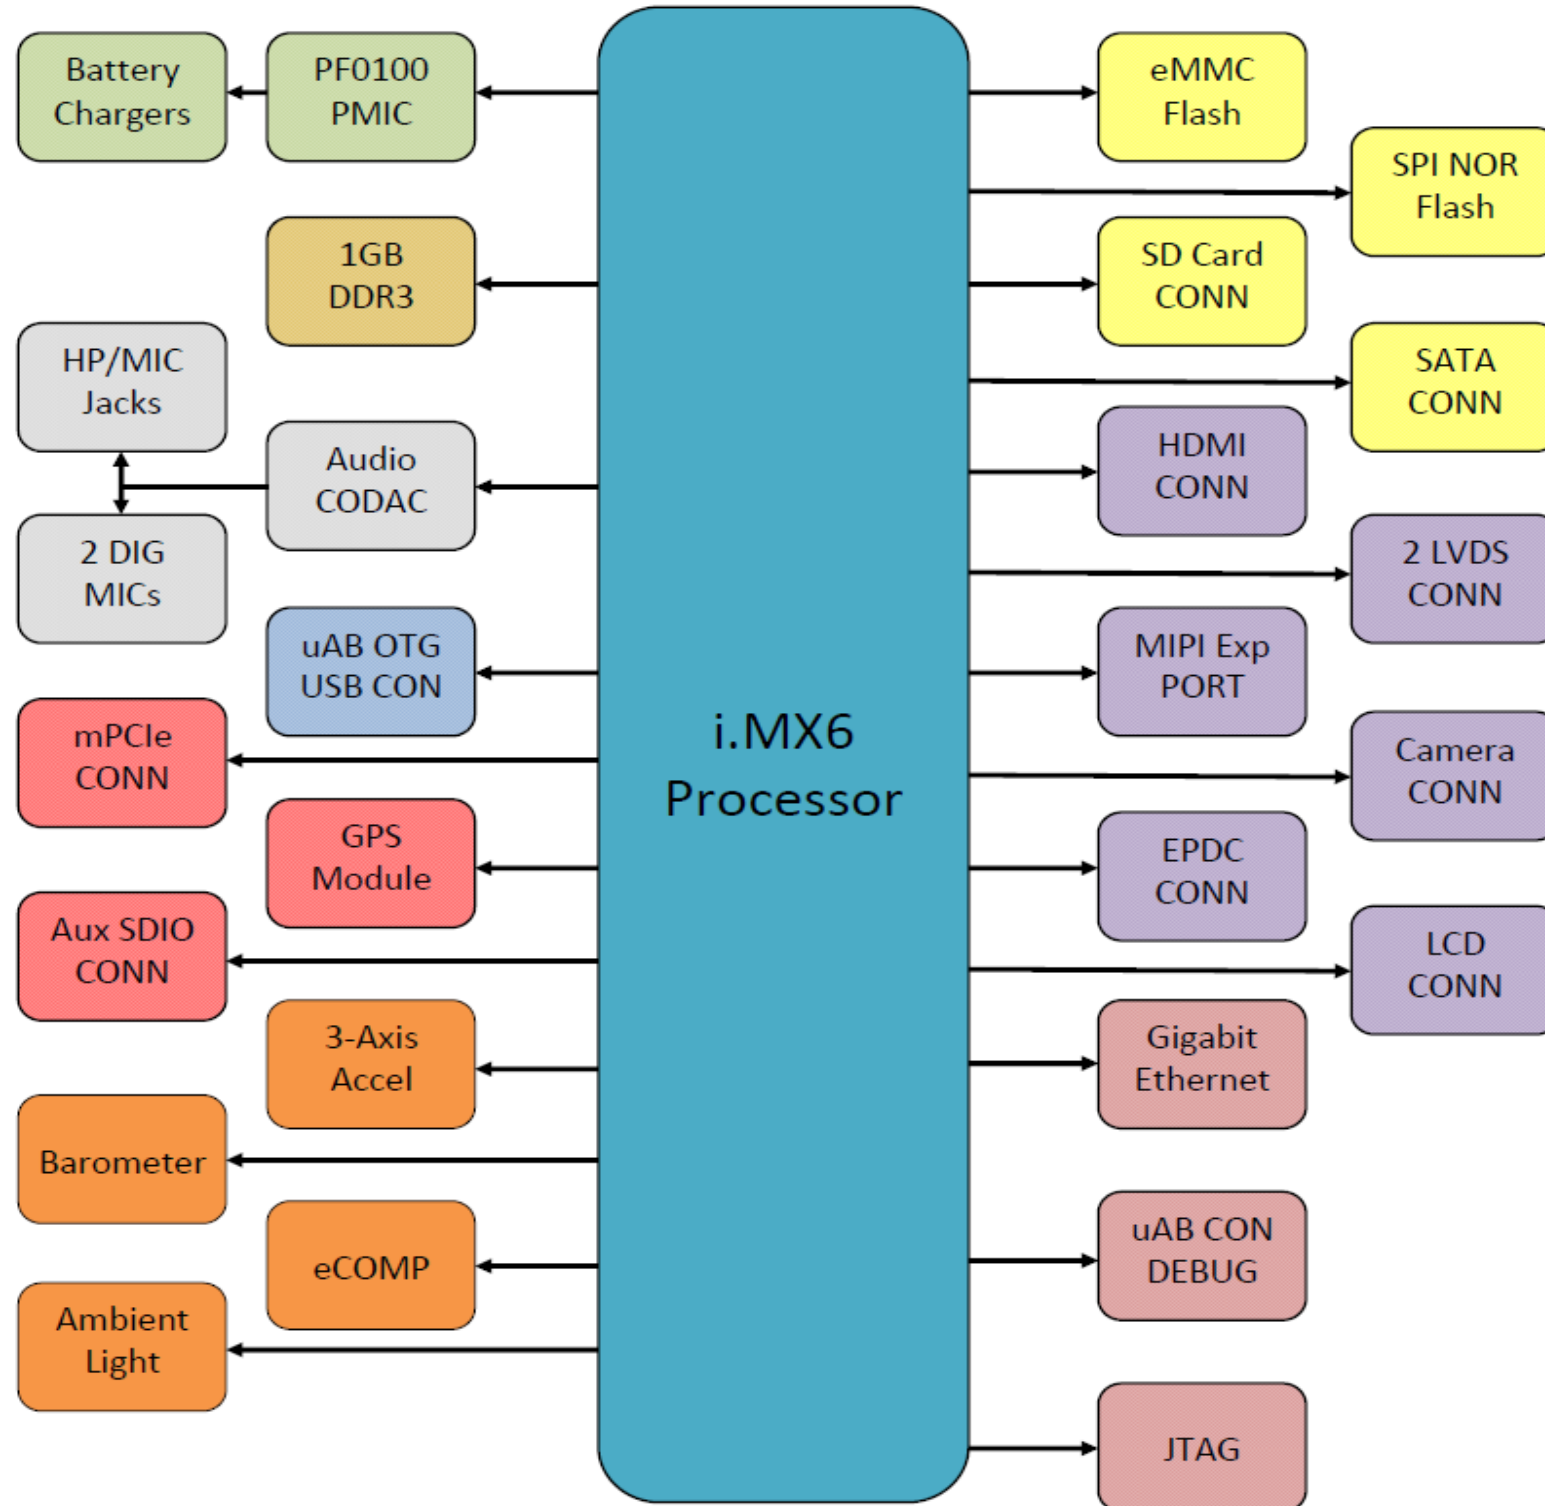 Battery
Chargers
PF0100
PMIC
eMMC
Flash
SPI NOR
Flash
1GB
DDR3
SD Card
CONN
HP/MIC
Jacks
SATA
CONN
Audio
CODAC
HDMI
CONN
2 DIG
MICs
2 LVDS
CONN
uAB OTG
USB CON
MIPI Exp
PORT
i.MX6
Processor
mPCIe
CONN
Camera
CONN
GPS
Module
EPDC
CONN
Aux SDIO
CONN
LCD
CONN
3-Axis
Accel
Gigabit
Ethernet
Barometer
eCOMP
uAB CON
DEBUG
Ambient
Light
JTAG